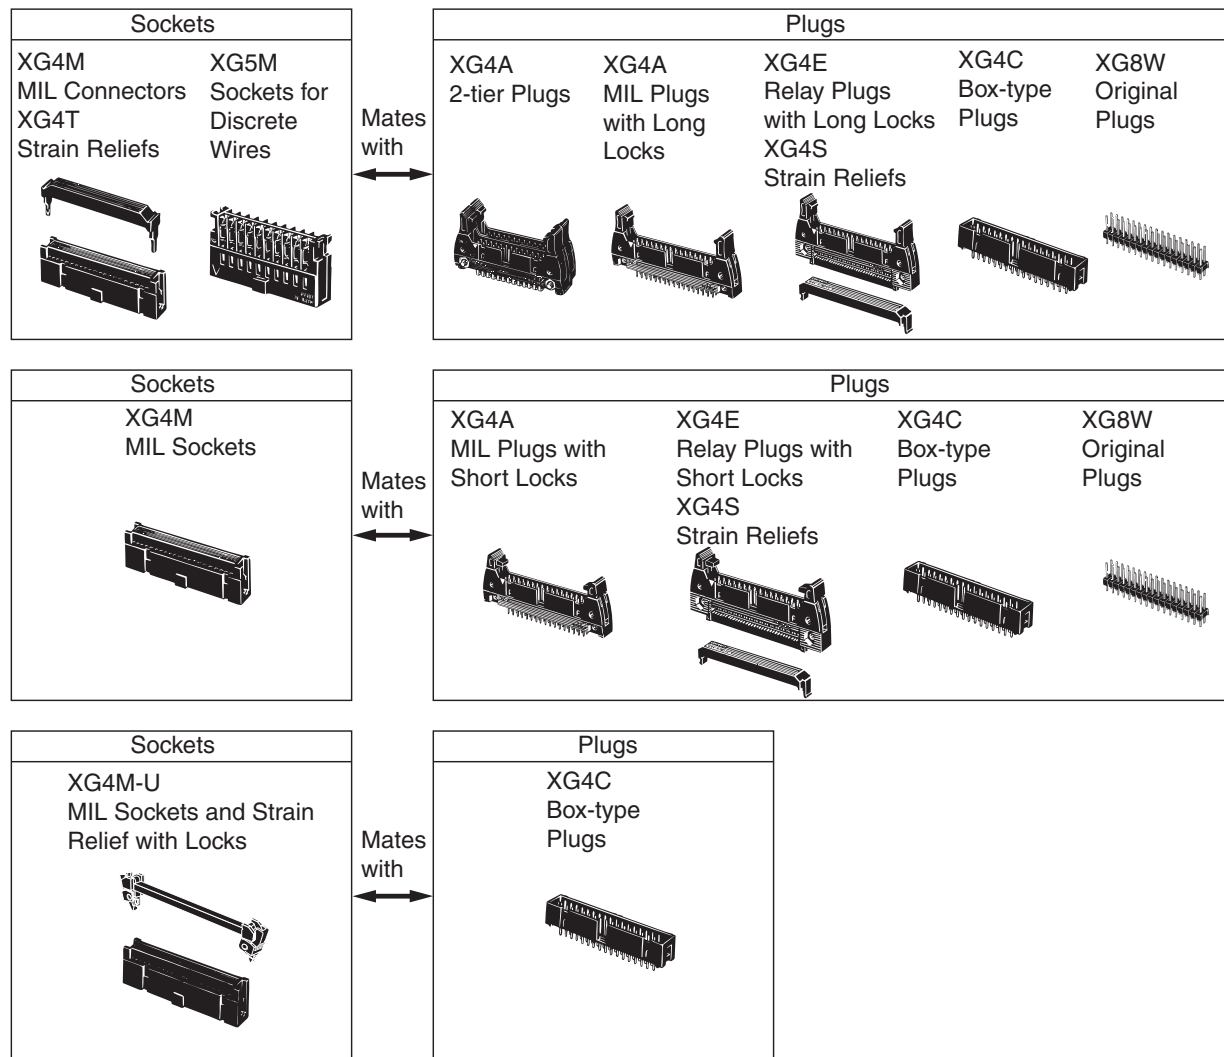 Sockets
XG4M
MIL Connectors
XG4T
Strain Reliefs
XG5M
Sockets for
Discrete
Wires
Mates
with
Plugs
XG4A
2-tier Plugs
XG4A
MIL Plugs
with Long
Locks
XG4E
Relay Plugs
with Long Locks
XG4S
Strain Reliefs
XG4C
Box-type
Plugs
XG8W
Original
Plugs
Sockets
XG4M
MIL Sockets
Mates
with
Plugs
XG4A
MIL Plugs with
Short Locks
XG4E
Relay Plugs with
Short Locks
XG4S
Strain Reliefs
XG4C
Box-type
Plugs
XG8W
Original
Plugs
Sockets
XG4M-U
MIL Sockets and Strain
Relief with Locks
Mates
with
Plugs
XG4C
Box-type
Plugs